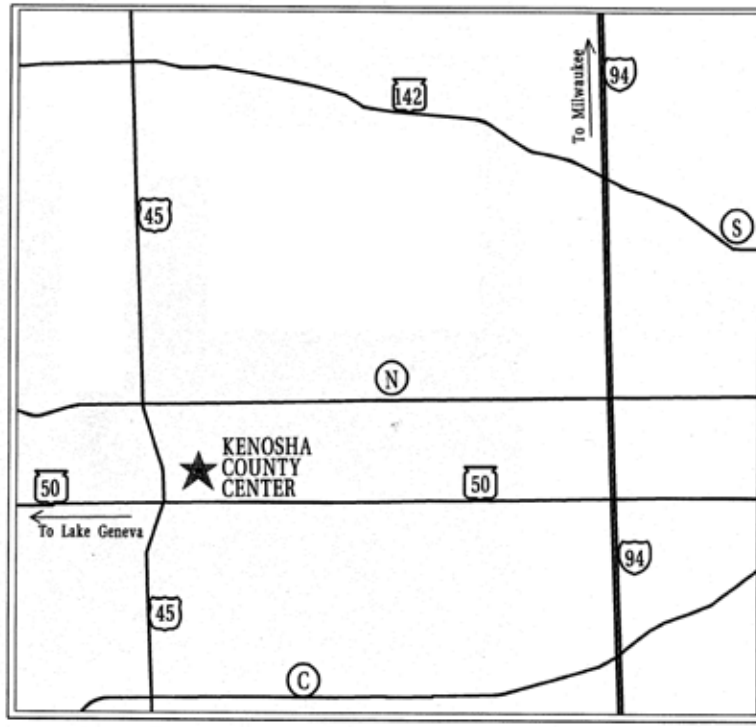 To Milwaukee
94
142
45
S
N
KENOSHA
COUNTY
CENTER
50
50
To Lake Geneva
94
45
C